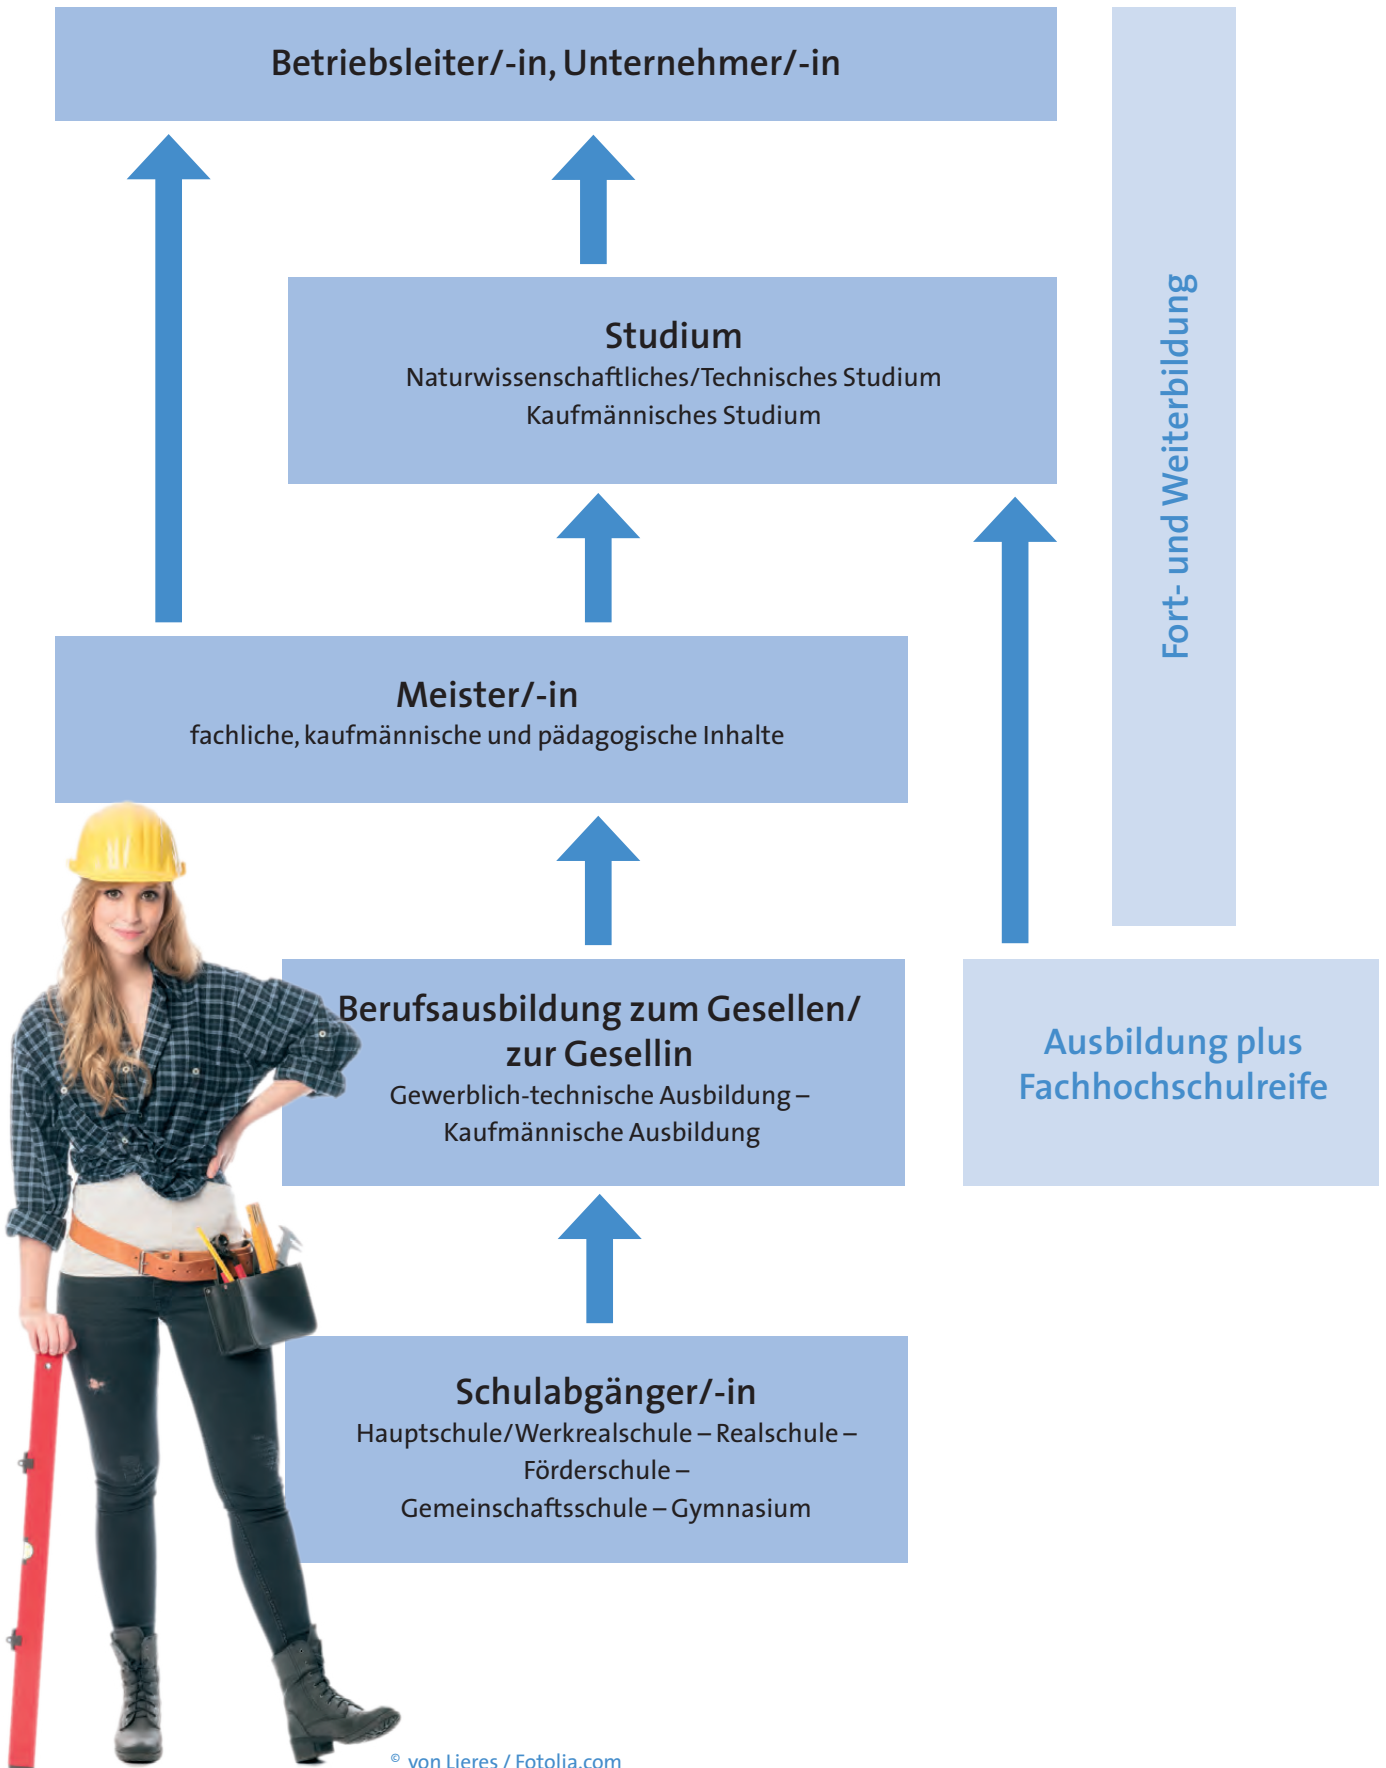 Betriebsleiter/-in, Unternehmer/-in
Studium
Naturwissenschaftliches/Technisches Studium
Kaufmännisches Studium
Fort- und Weiterbildung
Meister/-in
fachliche, kaufmännische und pädagogische Inhalte
Berufsausbildung zum Gesellen/
zur Gesellin
Gewerblich-technische Ausbildung –
Kaufmännische Ausbildung
Ausbildung plus
Fachhochschulreife
Schulabgänger/-in
Hauptschule/Werkrealschule – Realschule –
Förderschule –
Gemeinschaftsschule – Gymnasium
© von Lieres / Fotolia.com